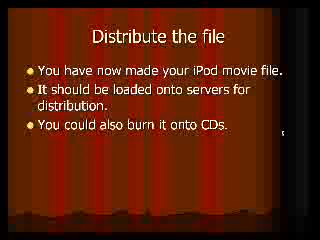 Distribute the file
You have now made your iPod movie file.
It should be loaded onto servers for
distribution.
You could also burn it onto CDs.